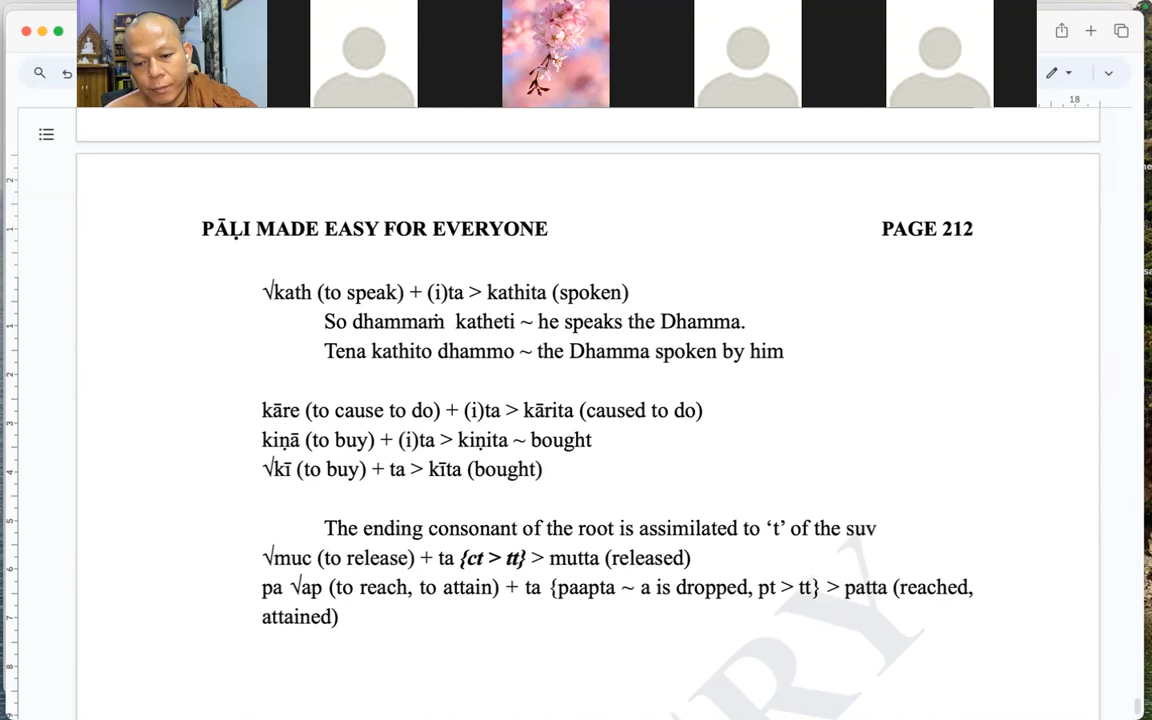 18
PĀḶI MADE EASY FOR EVERYONE PAGE 212
√kath (to speak) + (i)ta > kathita (spoken)
So dhammaṁ katheti ~ he speaks the Dhamma.
Tena kathito dhammo ~ the Dhamma spoken by him
kāre (to cause to do) + (i)ta > kārita (caused to do)
kiṇā (to buy) + (i)ta > kiṇita ~ bought
√kī (to buy) + ta > kīta (bought)
The ending consonant of the root is assimilated to ‘t’ of the suv
√muc (to release) + ta {ct > tt} > mutta (released)
pa √ap (to reach, to attain) + ta {paapta ~ a is dropped, pt > tt} > patta (reached,
attained)